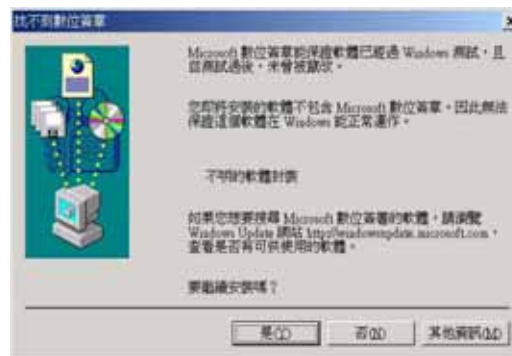 找不到數位簽章
Microsoft 數位簽章能保證軟體已經過 Windows 測試，且
自測試過後，未曾被竄改。
您即將安裝的軟體不包含 Microsoft 數位簽章。因此無法
保證這個軟體在 Windows 能正常運作。
不明的軟體封裝
如果您想要搜尋 Microsoft 數位簽署的軟體，請瀏覽
Windows Update 網站 http://windowsupdate.microsoft.com，
查看是否有可供使用的軟體。
要繼續安裝嗎？
是(Y)
否(N)
其他資訊(M)